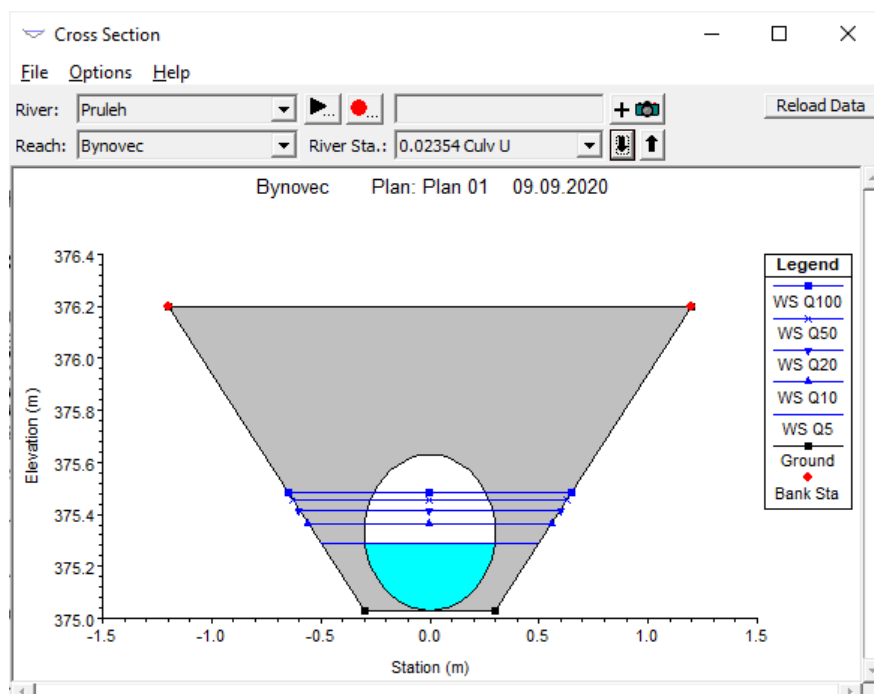 Cross Section
File Options Help
River: Pruleh ... ... + Reload Data
Reach: Bynovec River Sta.: 0.02354 Culv U
Bynovec Plan: Plan 01 09.09.2020
Elevation (m)
376.4
376.2
376.0
375.8
375.6
375.4
375.2
375.0
-1.5 -1.0 -0.5 0.0 0.5 1.0 1.5
Station (m)
Legend
WS Q100
WS Q50
WS Q20
WS Q10
WS Q5
Ground
Bank Sta